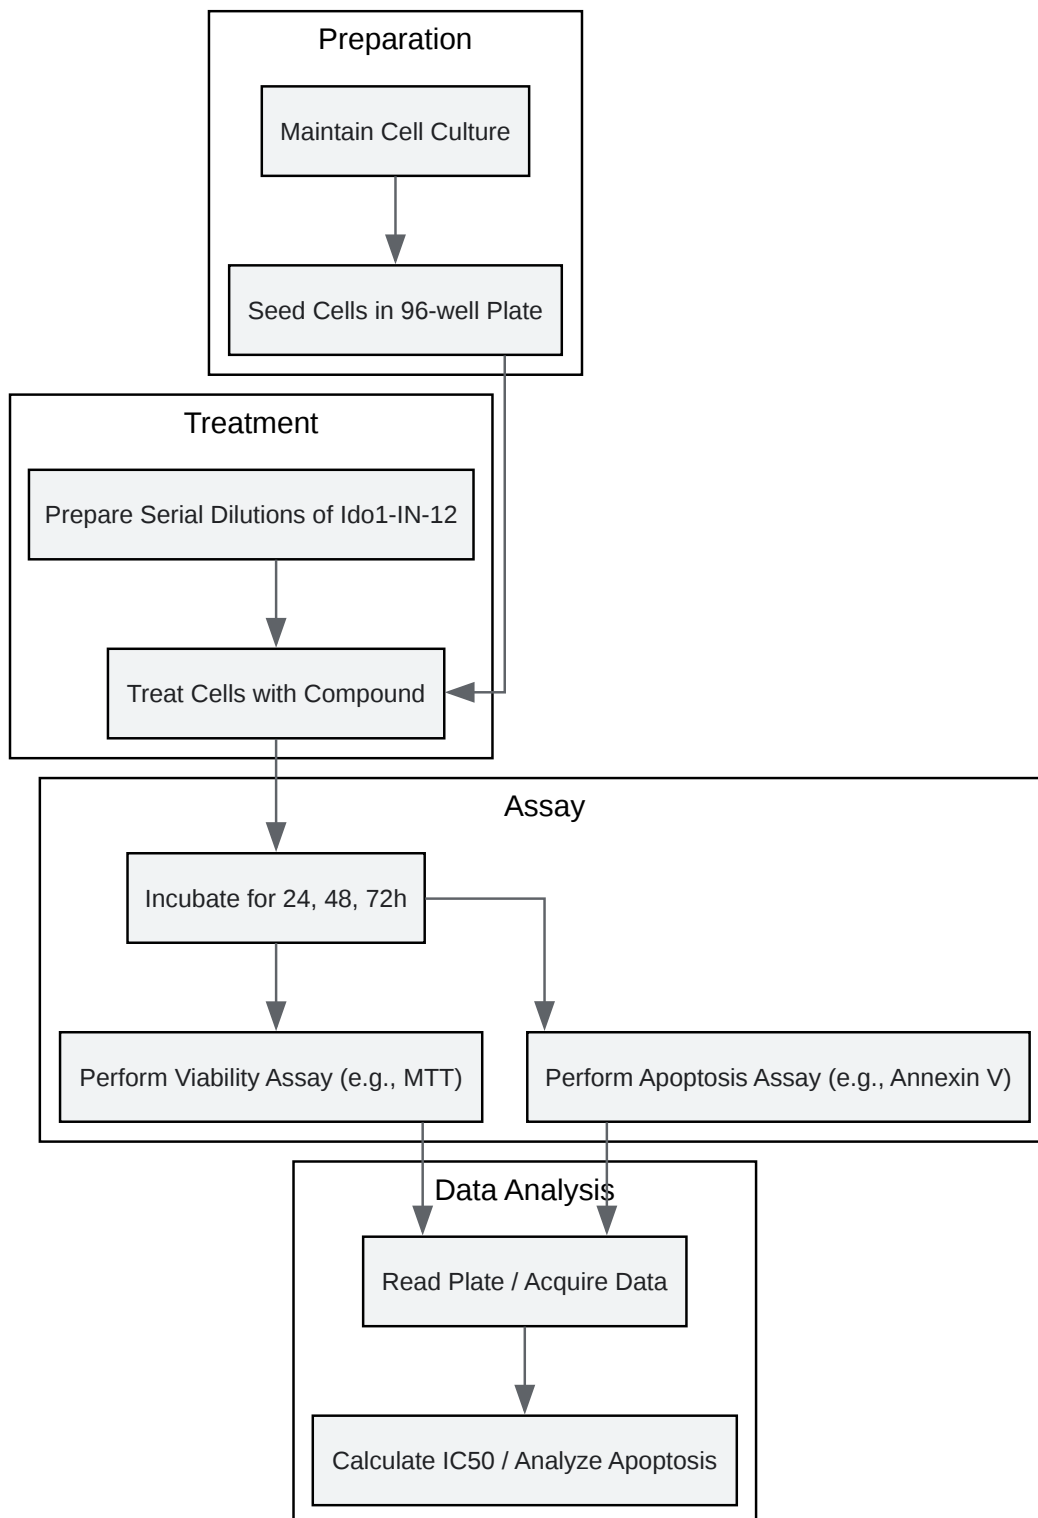 Preparation
Maintain Cell Culture
Seed Cells in 96-well Plate
Treatment
Prepare Serial Dilutions of Ido1-IN-12
Treat Cells with Compound
Assay
Incubate for 24, 48, 72h
Perform Viability Assay (e.g., MTT)
Perform Apoptosis Assay (e.g., Annexin V)
Data Analysis
Read Plate / Acquire Data
Calculate IC50 / Analyze Apoptosis